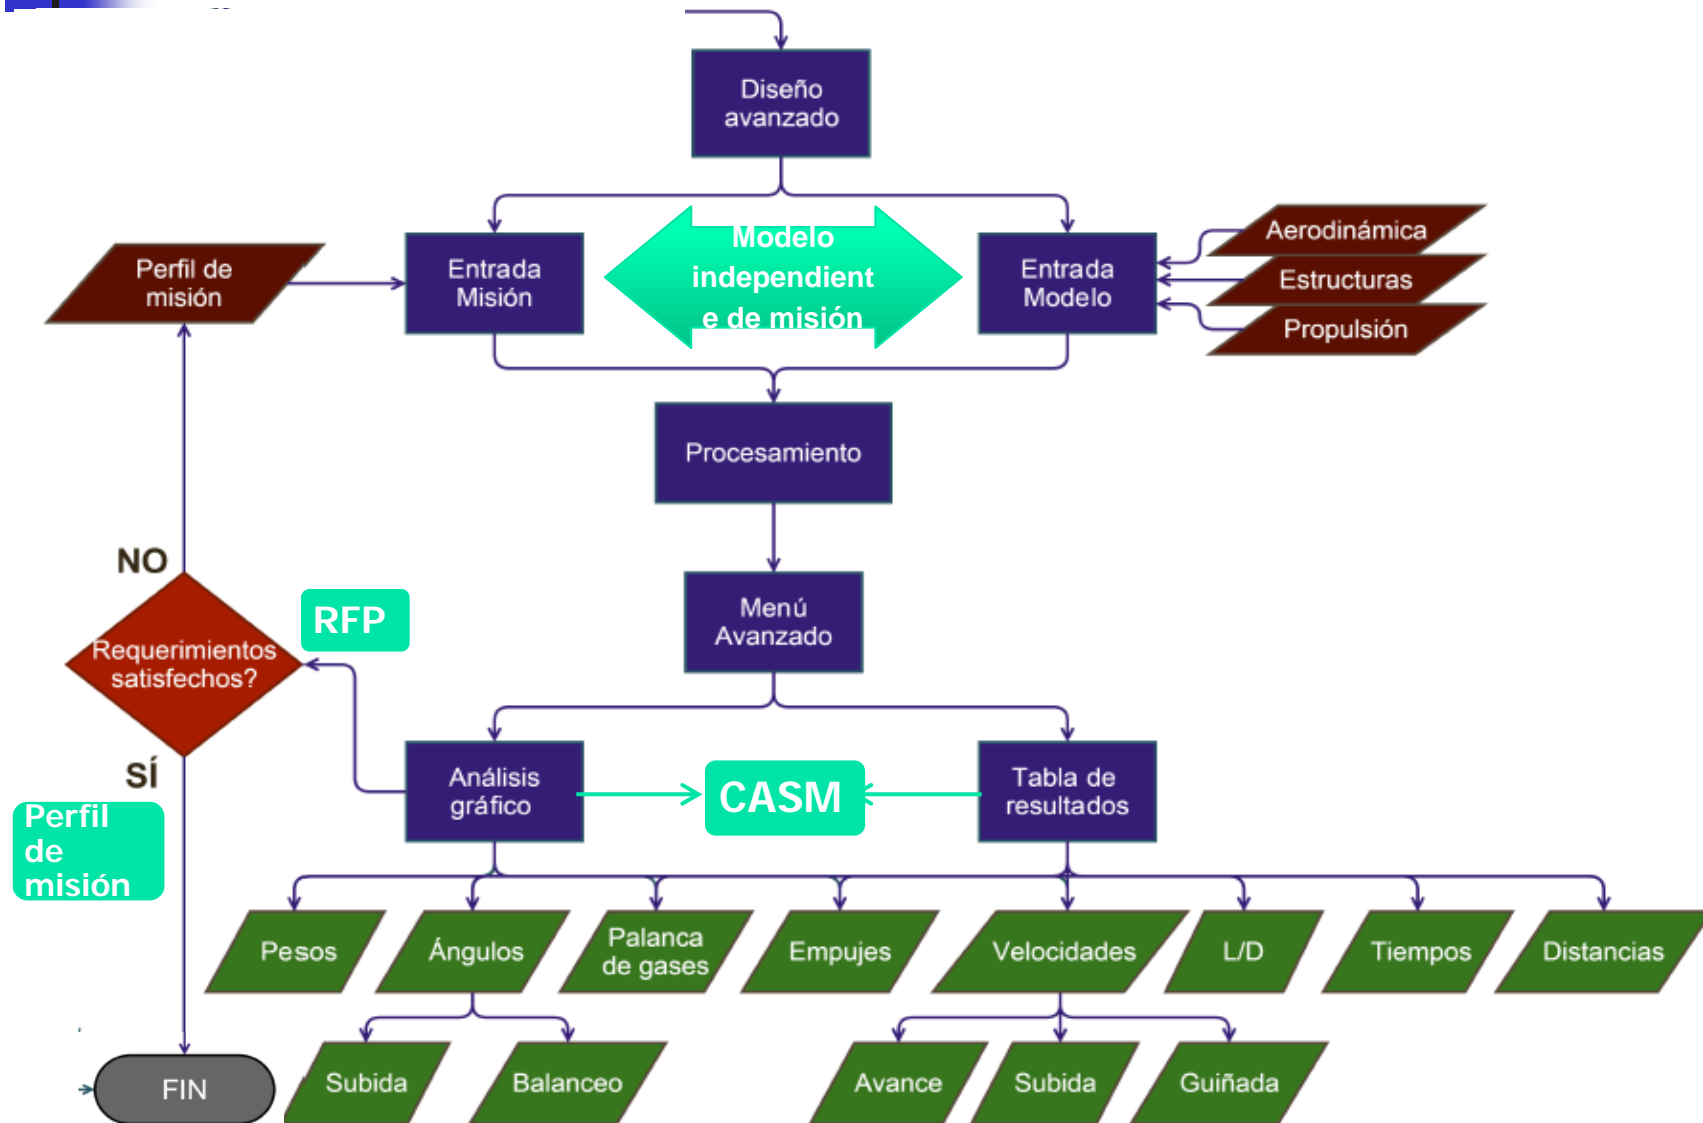 Diseño
avanzado
Perfil de
misión
Entrada
Misión
Modelo
independient
e de misión
Entrada
Modelo
Aerodinámica
Estructuras
Propulsión
Procesamiento
NO
Menú
Avanzado
RFP
Requerimientos
satisfechos?
SÍ
Análisis
gráfico
CASM
Tabla de
resultados
Perfil
de
misión
Pesos
Ángulos
Palanca
de gases
Empujes
Velocidades
L/D
Tiempos
Distancias
FIN
Subida
Balanceo
Avance
Subida
Guiñada